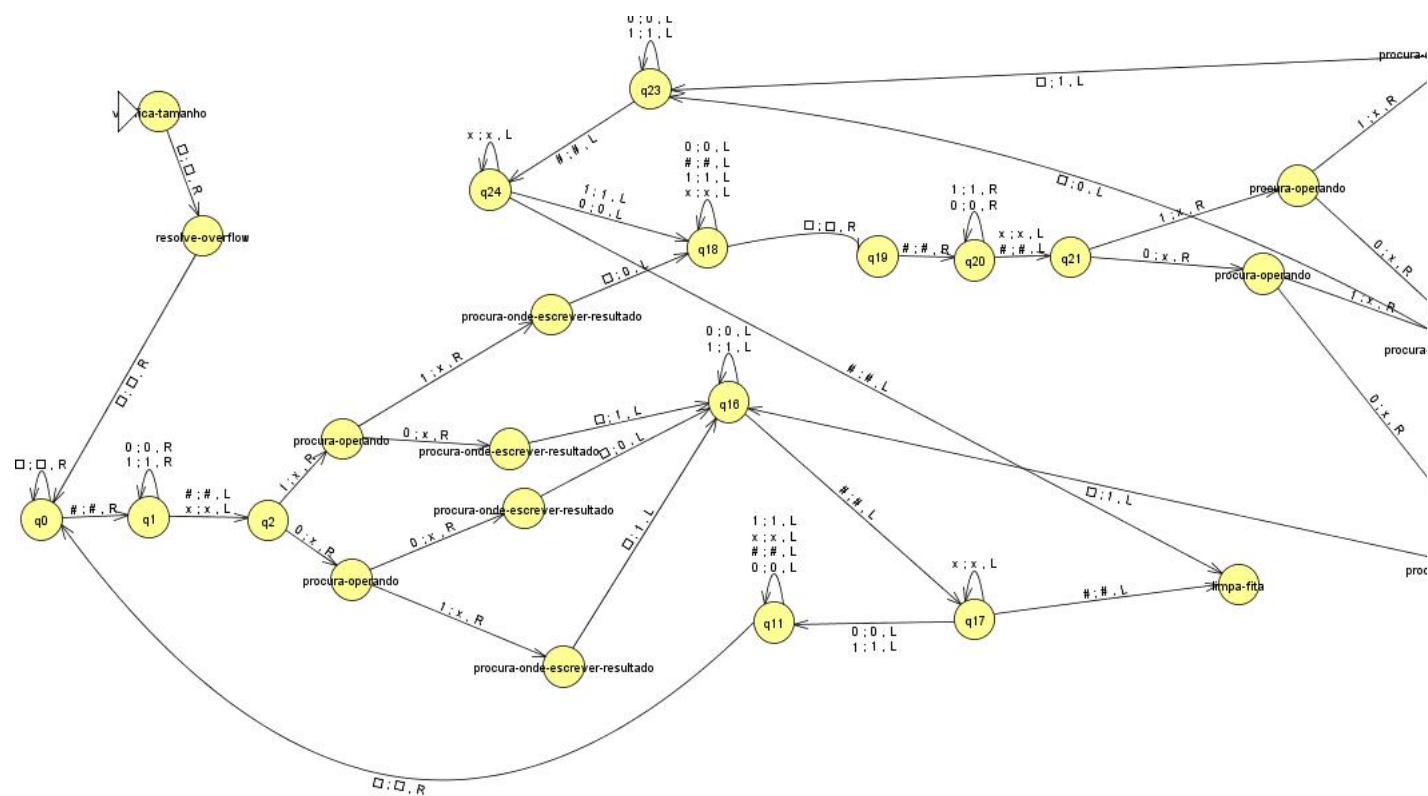 0 ; 0 , L
1 ; 1 , L
procura-
q23
□ ; 1 , L
verifica-tamanho
1 ; x , R
x ; x , L
# ; # , L
□ ; □ , R
0 ; 0 , L
# ; # , L
1 ; 1 , L
x ; x , L
q24
1 ; 1 , L
0 ; 0 , L
□ ; 0 , L
procura-operando
1 ; 1 , R
0 ; 0 , R
1 ; x , R
resolve-overflow
q18
□ ; □ , R
q19
# ; # , R
q20
x ; x , L
# ; # , L
q21
0 ; x , R
0 ; x , R
procura-operando
□ ; 0 , L
1 ; x , R
procura-onde-escrever-resultado
0 ; 0 , L
1 ; 1 , L
procura-
□ ; □ , R
1 ; x , R
# ; # , L
q16
□ ; 1 , L
0 ; x , R
procura-operando
0 ; x , R
procura-onde-escrever-resultado
□ ; 0 , L
□ ; □ , R
0 ; 0 , R
1 ; 1 , R
1 ; x , R
# ; # , L
x ; x , L
□ ; 1 , L
# ; # , L
procura-onde-escrever-resultado
q0
# ; # , R
q1
q2
0 ; x , R
0 ; x , R
□ ; 1 , L
1 ; 1 , L
x ; x , L
# ; # , L
0 ; 0 , L
x ; x , L
procura-operando
limpa-fita
proc
1 ; x , R
# ; # , L
q11
0 ; 0 , L
1 ; 1 , L
q17
procura-onde-escrever-resultado
□ ; □ , R